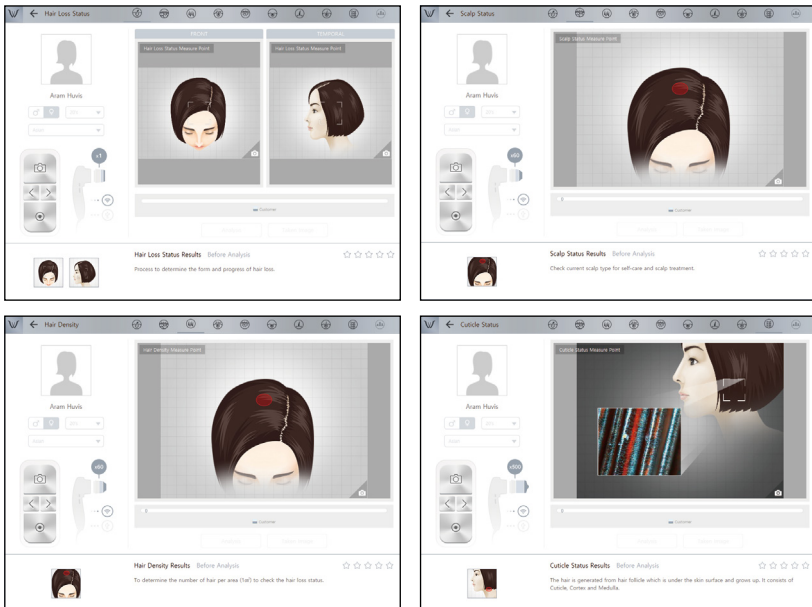 Hair Loss Status
FRONT
TEMPORAL
Hair Loss Status Measure Point
Hair Loss Status Measure Point
Aram Huvis
x1
Customer
Hair Loss Status Results Before Analysis
Process to determine the form and progress of hair loss.
Scalp Status
Scalp Status Measure Point
Aram Huvis
x60
Customer
Scalp Status Results Before Analysis
Check current scalp type for self-care and scalp treatment.
Hair Density
Hair Density Measure Point
Aram Huvis
x60
Customer
Hair Density Results Before Analysis
To determine the number of hair per area (1㎠) to check the hair loss status.
Cuticle Status
Cuticle Status Measure Point
Aram Huvis
Customer
Cuticle Status Results Before Analysis
The hair is generated from hair follicle which is under the skin surface and grows up. It consists of
Cuticle, Cortex and Medulla.